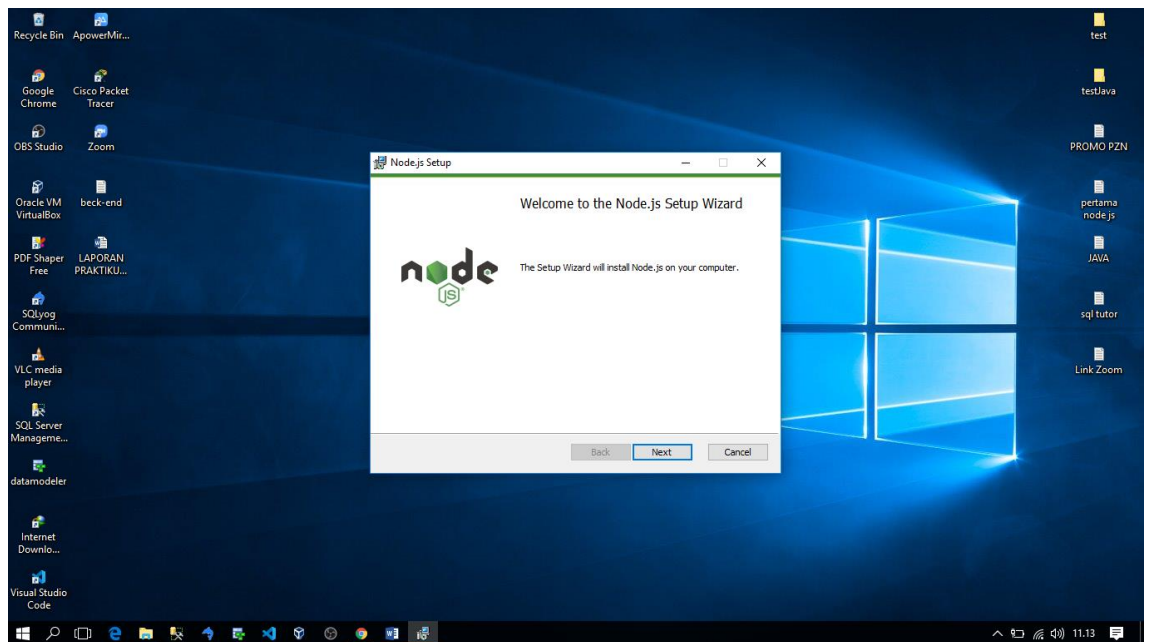 Recycle Bin
ApowerMir...
Google
Chrome
Cisco Packet
Tracer
OBS Studio
Zoom
Oracle VM
VirtualBox
beck-end
PDF Shaper
Free
LAPORAN
PRAKTIKU...
SQLyog
Communi...
VLC media
player
SQL Server
Manageme...
datamodeler
Internet
Downlo...
Visual Studio
Code
Node.js Setup
Welcome to the Node.js Setup Wizard
node
JS
The Setup Wizard will install Node.js on your computer.
Back
Next
Cancel
test
testJava
PROMO PZN
pertama
node js
JAVA
sql tutor
Link Zoom
11.13